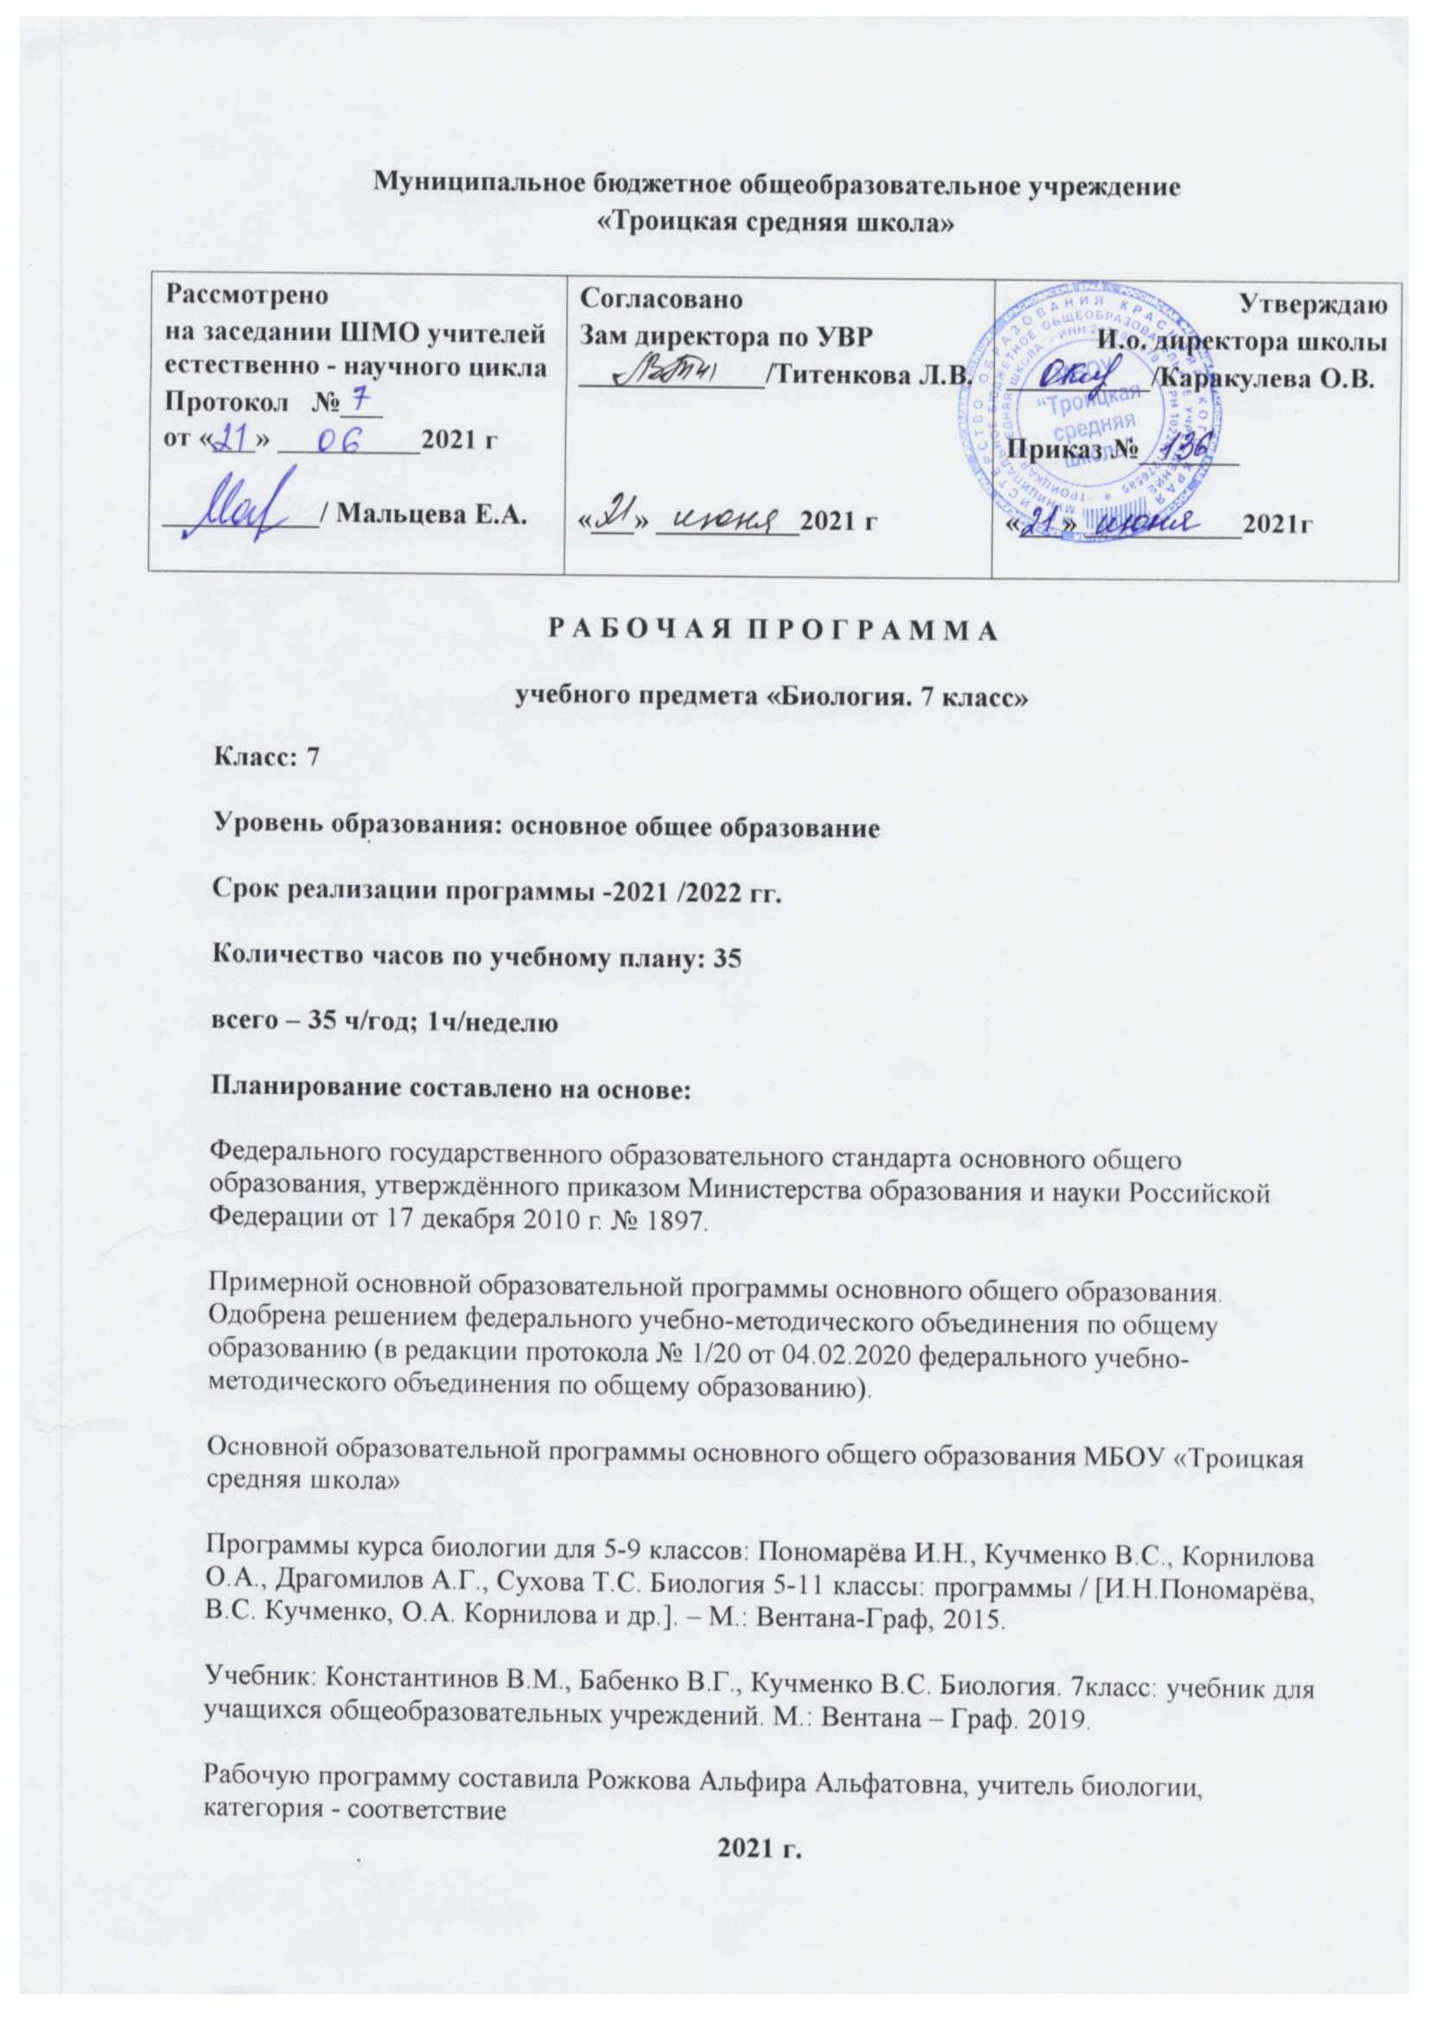 Муниципальное бюджетное общеобразовательное учреждение
«Троицкая средняя школа»
Рассмотрено
на заседании ШМО учителей
естественно - научного цикла
Протокол №7
от «21» 06 2021 г
/ Мальцева Е.А.
Согласовано
Зам директора по УВР
/Титенкова Л.В.
«21» июня 2021 г
Утверждаю
И.о. директора школы
/Каракулева О.В.
"Троицкая
средняя
школа"
Приказ № 136
«21» июня 2021г
Р А Б О Ч А Я П Р О Г Р А М М А
учебного предмета «Биология. 7 класс»
Класс: 7
Уровень образования: основное общее образование
Срок реализации программы -2021 /2022 гг.
Количество часов по учебному плану: 35
всего – 35 ч/год; 1ч/неделю
Планирование составлено на основе:
Федерального государственного образовательного стандарта основного общего
образования, утверждённого приказом Министерства образования и науки Российской
Федерации от 17 декабря 2010 г. № 1897.
Примерной основной образовательной программы основного общего образования.
Одобрена решением федерального учебно-методического объединения по общему
образованию (в редакции протокола № 1/20 от 04.02.2020 федерального учебно-
методического объединения по общему образованию).
Основной образовательной программы основного общего образования МБОУ «Троицкая
средняя школа»
Программы курса биологии для 5-9 классов: Пономарёва И.Н., Кучменко В.С., Корнилова
О.А., Драгомилов А.Г., Сухова Т.С. Биология 5-11 классы: программы / [И.Н.Пономарёва,
В.С. Кучменко, О.А. Корнилова и др.]. – М.: Вентана-Граф, 2015.
Учебник: Константинов В.М., Бабенко В.Г., Кучменко В.С. Биология. 7класс: учебник для
учащихся общеобразовательных учреждений. М.: Вентана – Граф. 2019.
Рабочую программу составила Рожкова Альфира Альфатовна, учитель биологии,
категория - соответствие
2021 г.